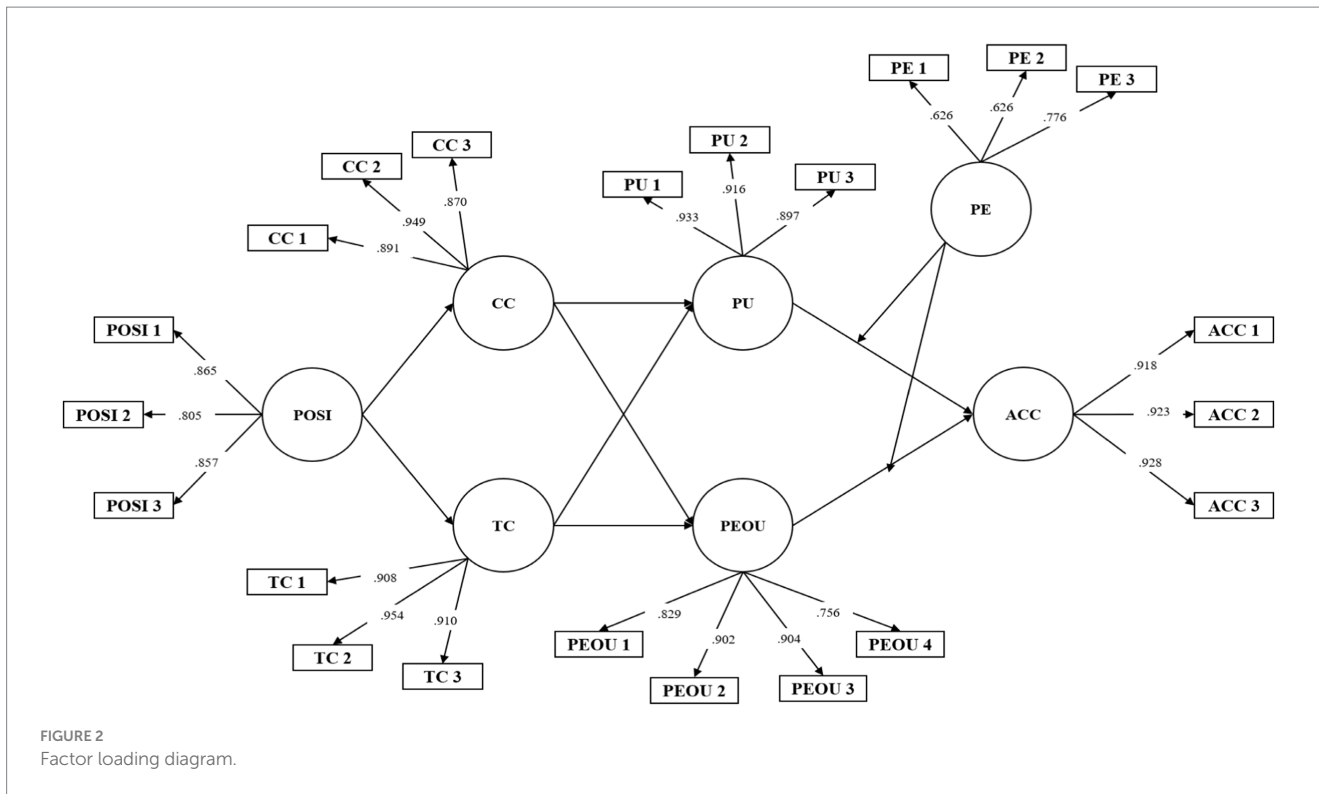 PE 1
PE 2
PE 3
.626
.626
.776
CC 3
CC 2
CC 1
.870
.949
.891
PU 2
PU 1
PU 3
.933
.916
.897
PE
CC
PU
POSI 1
POSI 2
POSI 3
.865
.805
.857
POSI
ACC
ACC 1
ACC 2
ACC 3
.918
.923
.928
TC
PEOU
TC 1
TC 2
TC 3
.908
.954
.910
.829
.902
.904
.756
PEOU 1
PEOU 2
PEOU 3
PEOU 4
FIGURE 2
Factor loading diagram.